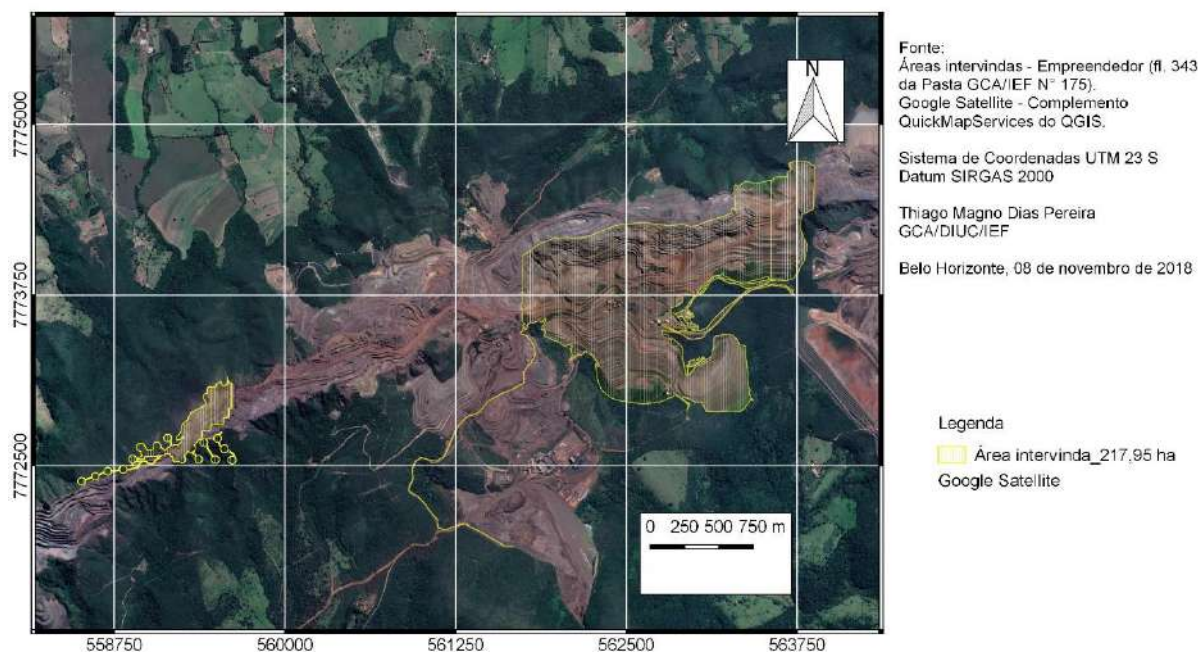 Fonte:
Áreas intervindas - Empreendedor (fl. 343
da Pasta GCA/IEF N° 175).
Google Satellite - Complemento
QuickMapServices do QGIS.
Sistema de Coordenadas UTM 23 S
Datum SIRGAS 2000
Thiago Magno Dias Pereira
GCA/DIUC/IEF
Belo Horizonte, 08 de novembro de 2018
Legenda
Área intervinda_217,95 ha
Google Satellite
N
7775000
7773750
7772500
0 250 500 750 m
558750 560000 561250 562500 563750